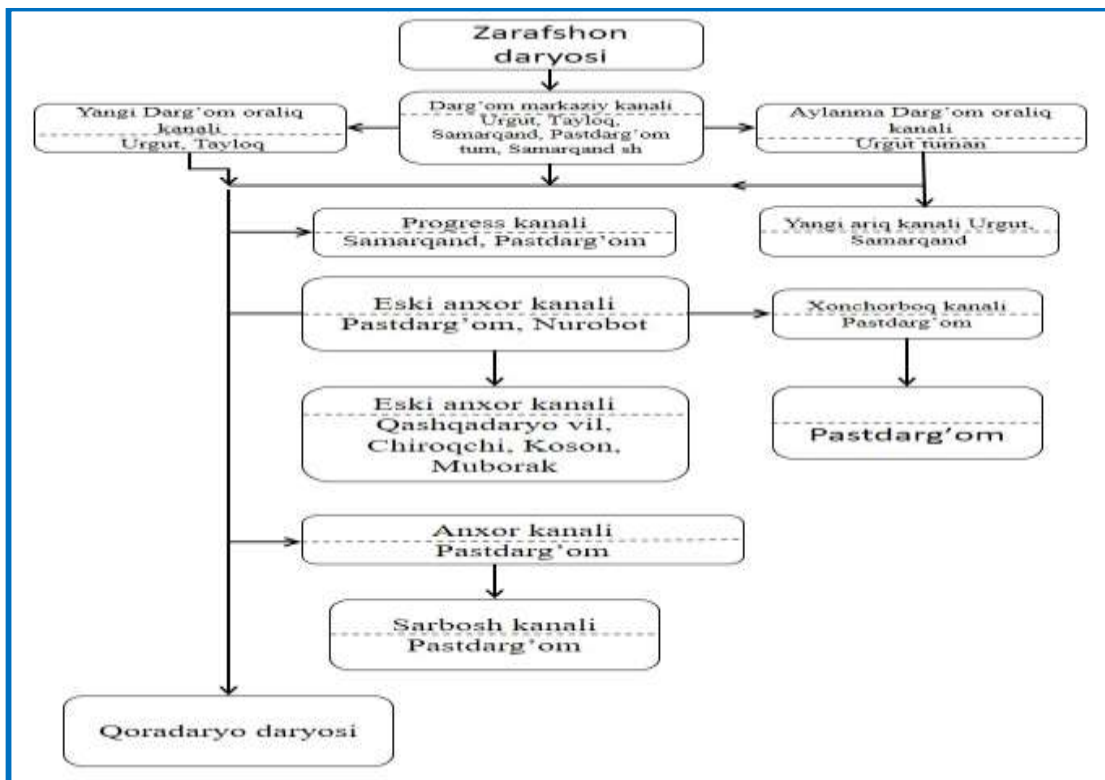 Zarafshon
daryosi
Yangi Darg’om oraliq
kanali
Urgut, Tayloq
Darg’om markaziy kanali
Urgut, Tayloq,
Samarqand, Pastdarg’om
tum, Samarqand sh
Aylanma Darg’om oraliq
kanali
Urgut tuman
Progress kanali
Samarqand, Pastdarg’om
Yangi ariq kanali Urgut,
Samarqand
Eski anxor kanali
Pastdarg’om, Nurobot
Xonchorboq kanali
Pastdarg’om
Eski anxor kanali
Qashqadaryo vil,
Chiroqchi, Koson,
Muborak
Pastdarg’om
Anxor kanali
Pastdarg’om
Sarbosh kanali
Pastdarg’om
Qoradaryo daryosi